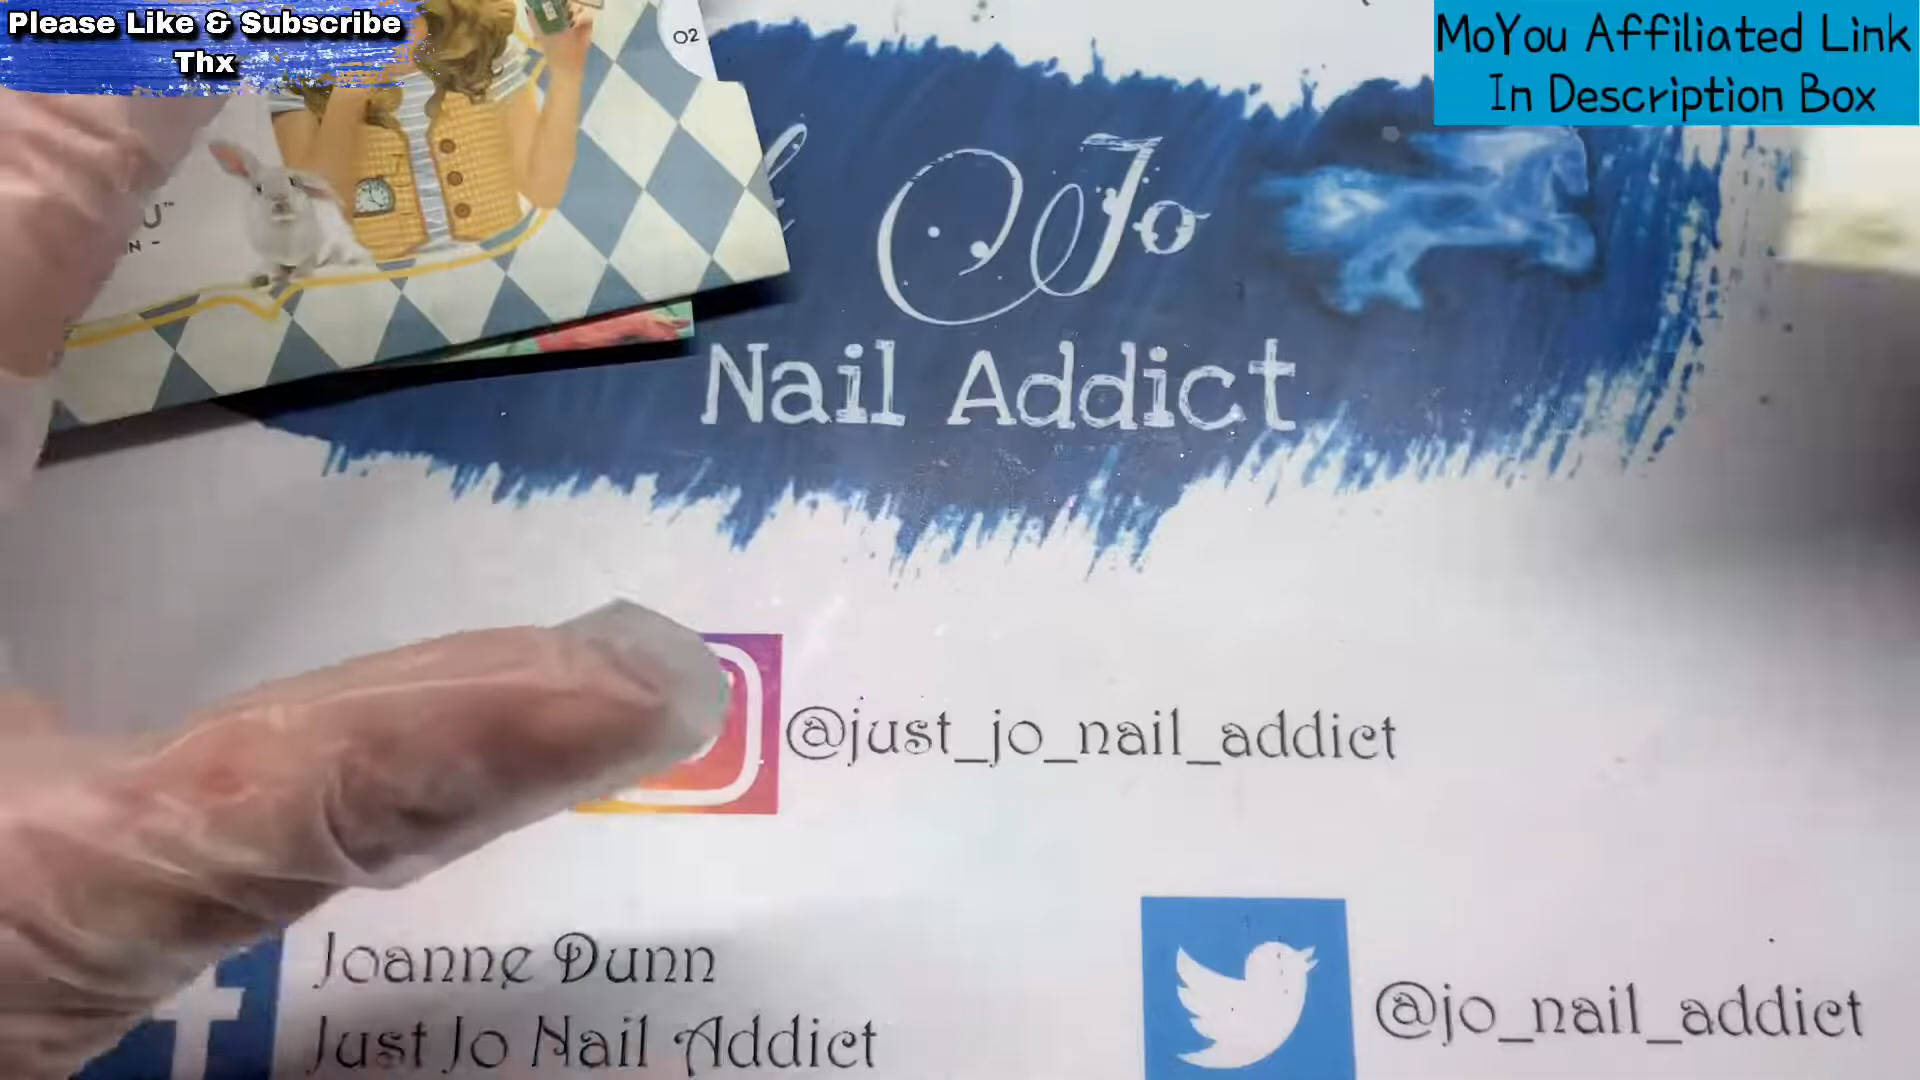 Please Like & Subscribe
Thx
MoYou Affiliated Link
In Description Box
02
Jo
Nail Addict
@just_jo_nail_addict
Joanne Dunn
Just Jo Nail Addict
@jo_nail_addict